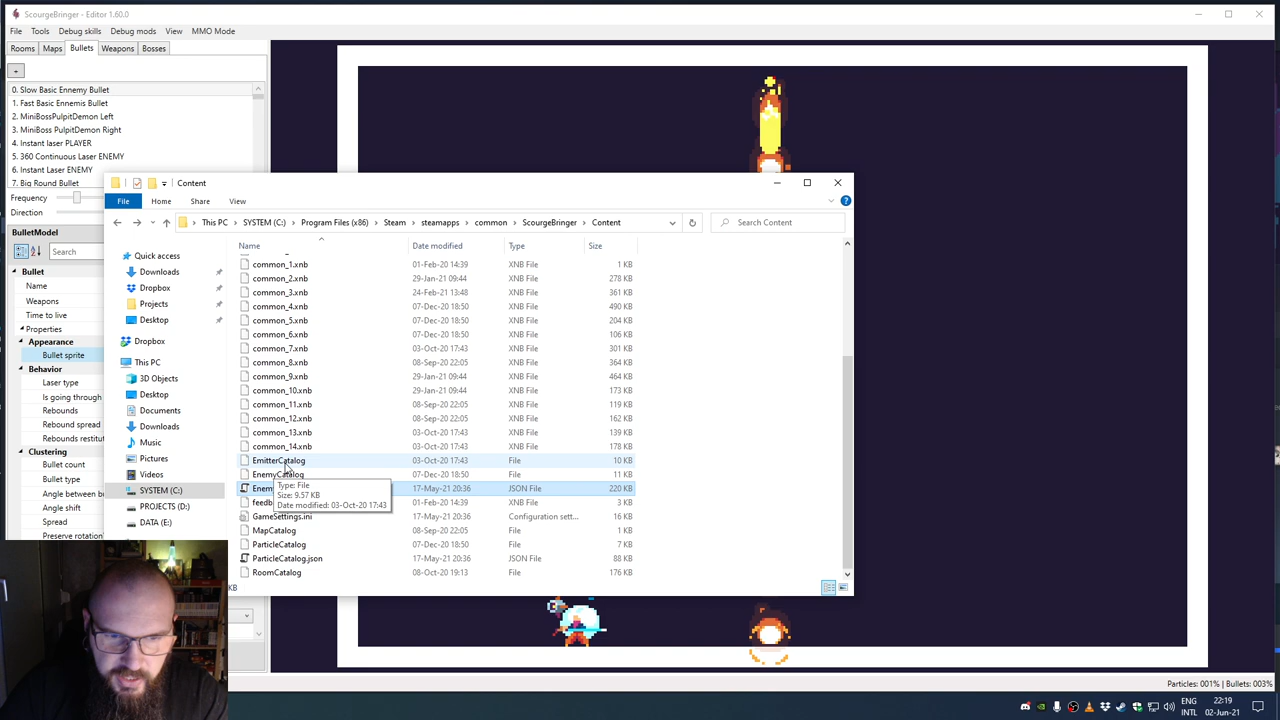 ScourgeBringer - Editor 1.60.0
File Tools Debug skills Debug mods View MMO Mode
Rooms Maps Bullets Weapons Bosses
+
0. Slow Basic Ennemy Bullet
1. Fast Basic Ennemis Bullet
2. MiniBossPulpitDemon Left
3. MiniBoss PulpitDemon Right
4. Instant laser PLAYER
5. 360 Continuous Laser ENEMY
6. Instant Laser ENEMY
7. Big Round Bullet
Frequency
Direction
BulletModel
Search
Bullet
Name
Weapons
Time to live
Properties
Appearance
Bullet sprite
Behavior
Laser type
Is going through
Rebounds
Rebound spread
Rebounds restitut
Clustering
Bullet count
Angle between b
Spread
Preserve rotation
Content
File Home Share View
This PC SYSTEM (C:) Program Files (x86) Steam steamapps common ScourgeBringer Content
Search Content
Quick access
Downloads
Dropbox
Projects
Desktop
Dropbox
This PC
3D Objects
Desktop
Documents
Downloads
Music
Pictures
Videos
SYSTEM (C:)
PROJECTS (D:)
DATA (E:)
Name Date modified Type Size
common_1.xnb 01-Feb-20 14:39 XNB File 1 KB
common_2.xnb 29-Jan-21 09:44 XNB File 278 KB
common_3.xnb 24-Feb-21 13:48 XNB File 361 KB
common_4.xnb 07-Dec-20 18:50 XNB File 490 KB
common_5.xnb 07-Dec-20 18:50 XNB File 204 KB
common_6.xnb 07-Dec-20 18:50 XNB File 106 KB
common_7.xnb 03-Oct-20 17:43 XNB File 301 KB
common_8.xnb 08-Sep-20 22:05 XNB File 364 KB
common_9.xnb 29-Jan-21 09:44 XNB File 464 KB
common_10.xnb 29-Jan-21 09:44 XNB File 173 KB
common_11.xnb 08-Sep-20 22:05 XNB File 119 KB
common_12.xnb 08-Sep-20 22:05 XNB File 162 KB
common_13.xnb 03-Oct-20 17:43 XNB File 139 KB
common_14.xnb 03-Oct-20 17:43 XNB File 178 KB
EmitterCatalog 03-Oct-20 17:43 File 10 KB
EnemyCatalog 07-Dec-20 18:50 File 11 KB
Enem 17-May-21 20:36 JSON File 220 KB
feedb 01-Feb-20 14:39 XNB File 3 KB
GameSettings.ini 17-May-21 20:36 Configuration sett... 16 KB
MapCatalog 08-Sep-20 22:05 File 1 KB
ParticleCatalog 07-Dec-20 18:50 File 7 KB
ParticleCatalog.json 17-May-21 20:36 JSON File 88 KB
RoomCatalog 08-Oct-20 19:13 File 176 KB
Type: File
Size: 9.57 KB
Date modified: 03-Oct-20 17:43
KB
Particles: 001% | Bullets: 003%
ENG
INTL
22:19
02-Jun-21